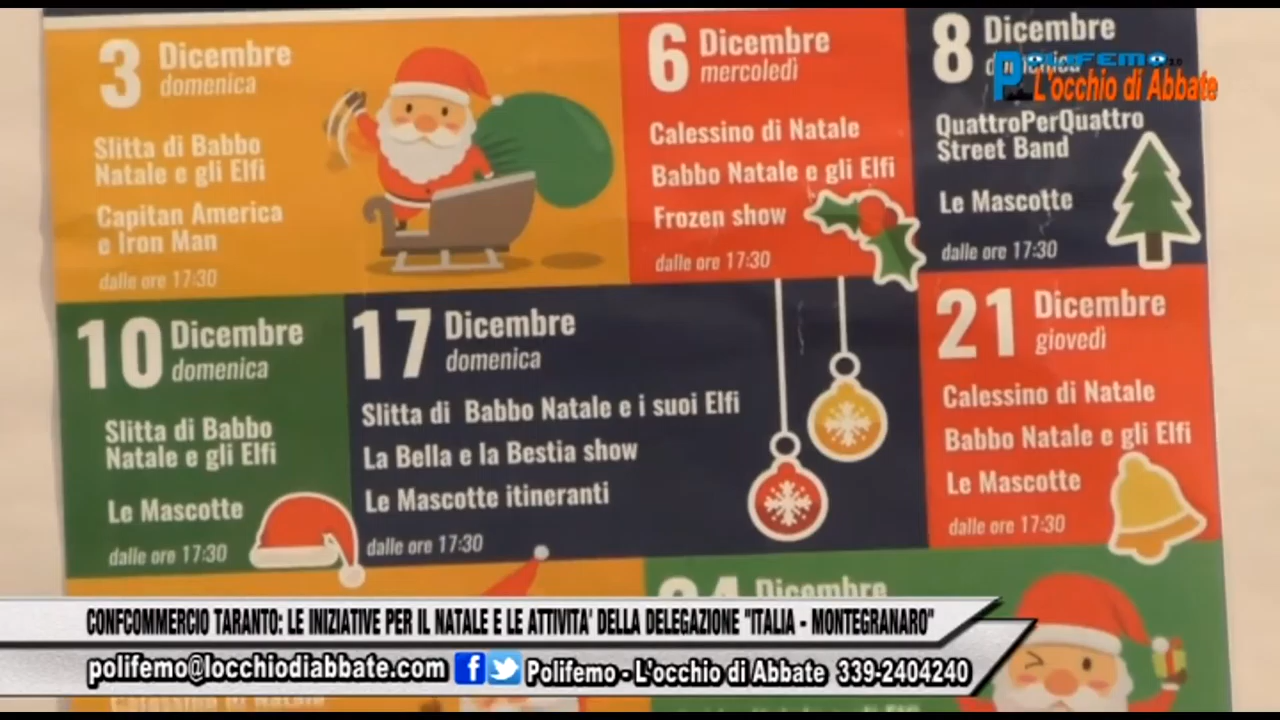 3 Dicembre
domenica
Slitta di Babbo
Natale e gli Elfi
Capitan America
e Iron Man
dalle ore 17:30
6 Dicembre
mercoledì
Calessino di Natale
Babbo Natale e gli Elfi
Frozen show
dalle ore 17:30
8 Dicembre
POLIFEMO
L'occhio di Abbate
QuattroPerQuattro
Street Band
Le Mascotte
dalle ore 17:30
10 Dicembre
domenica
Slitta di Babbo
Natale e gli Elfi
Le Mascotte
dalle ore 17:30
17 Dicembre
domenica
Slitta di Babbo Natale e i suoi Elfi
La Bella e la Bestia show
Le Mascotte itineranti
dalle ore 17:30
21 Dicembre
giovedì
Calessino di Natale
Babbo Natale e gli Elfi
Le Mascotte
dalle ore 17:30
Dicembre
CONFCOMMERCIO TARANTO: LE INIZIATIVE PER IL NATALE E LE ATTIVITA' DELLA DELEGAZIONE "ITALIA - MONTEGRANARO"
polifemo@locchiodiabbate.com Polifemo - L'occhio di Abbate 339-2404240
Calessino di Natale